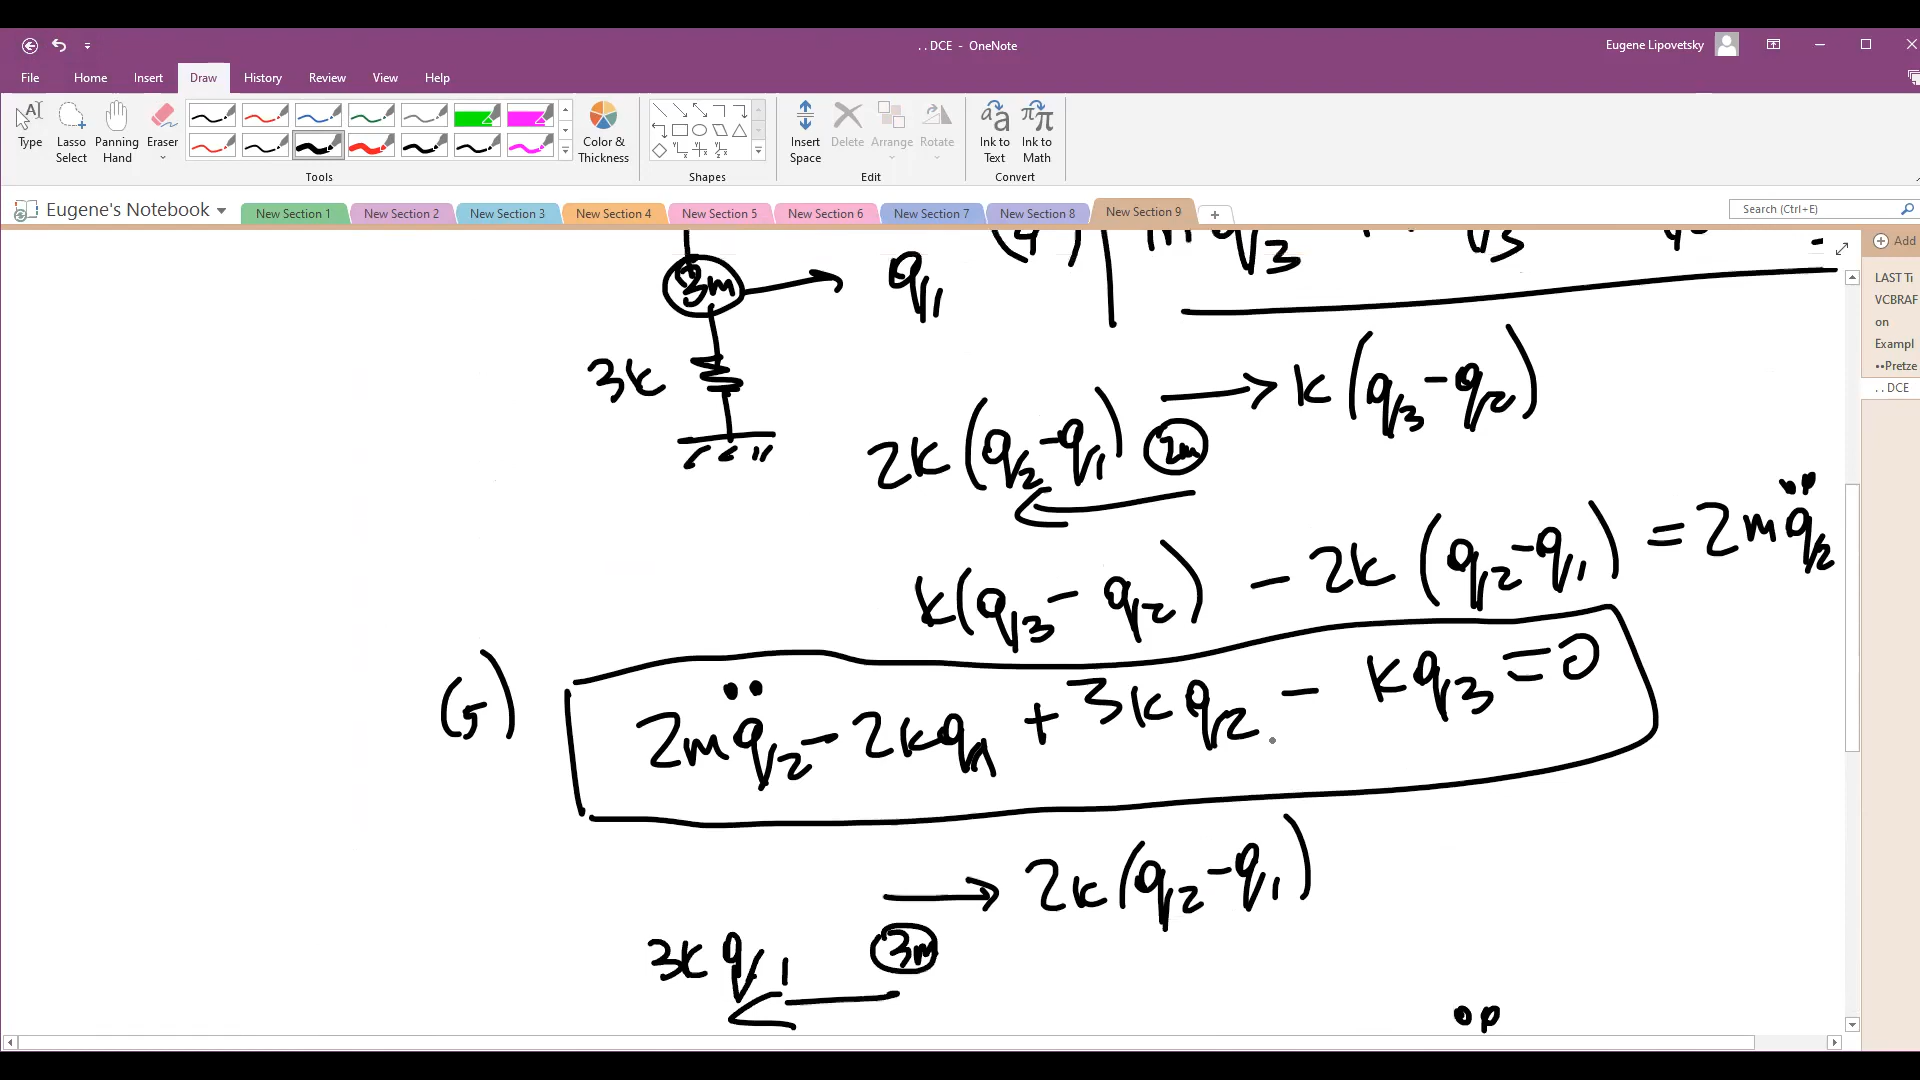 . . DCE - OneNote
Eugene Lipovetsky
File Home Insert Draw History Review View Help
Type
Lasso Select
Panning Hand
Eraser
Color & Thickness
Insert Space
Delete
Arrange
Rotate
Ink to Text
Ink to Math
Tools
Shapes
Edit
Convert
Eugene's Notebook
New Section 1
New Section 2
New Section 3
New Section 4
New Section 5
New Section 6
New Section 7
New Section 8
New Section 9
Search (Ctrl+E)
Add
LAST Ti
VCBRAF
on
Exampl
••Pretze
. . DCE
3m → q₁
3k
2k(q₂-q₁) 2m → k(q₃-q₂)
k(q₃-q₂) - 2k(q₂-q₁) = 2mq̈₂
(5) 2mq̈₂ - 2kq₁ + 3kq₂ - kq₃ = 0
→ 2k(q₂-q₁)
3kq₁ 3m